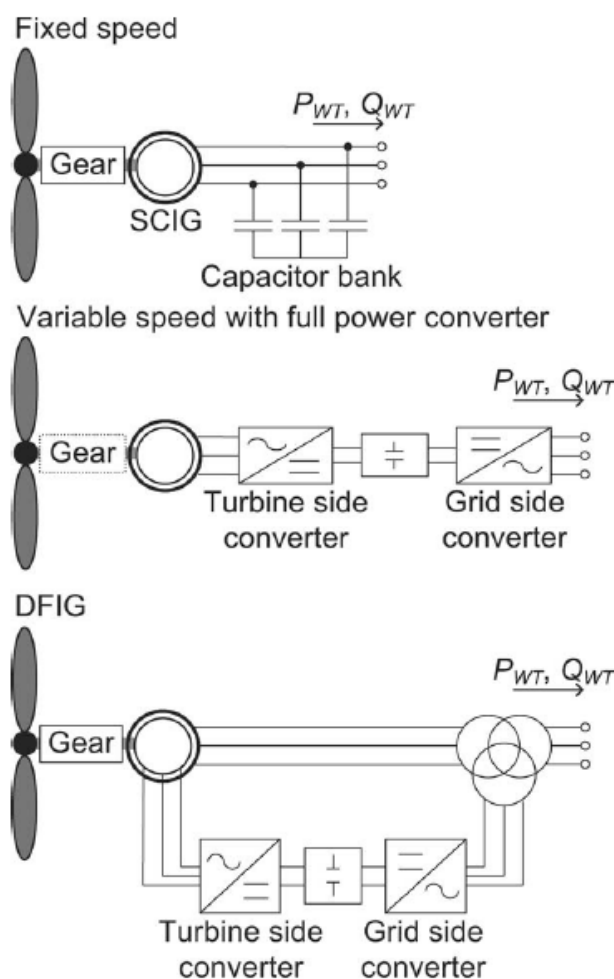 Fixed speed
P_WT, Q_WT
Gear
SCIG
Capacitor bank
Variable speed with full power converter
P_WT, Q_WT
Gear
Turbine side
converter
Grid side
converter
DFIG
P_WT, Q_WT
Gear
Turbine side
converter
Grid side
converter